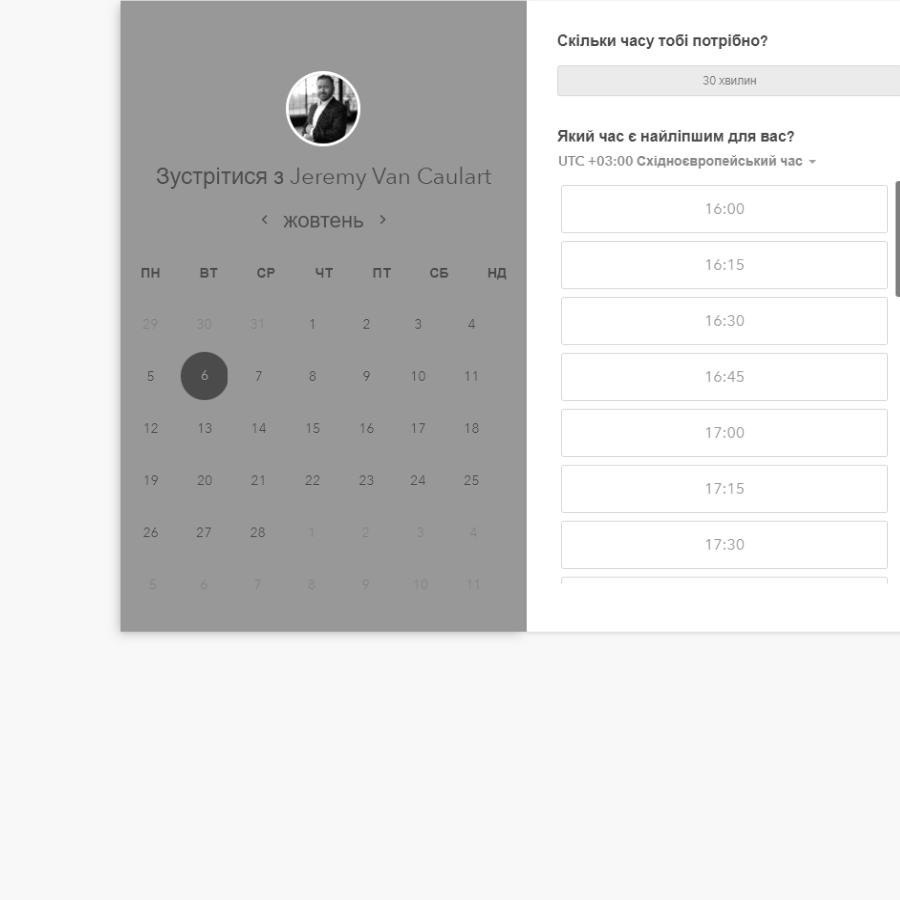 Зустрітися з Jeremy Van Caulart
жовтень
ПН ВТ СР ЧТ ПТ СБ НД
29 30 31 1 2 3 4
5 6 7 8 9 10 11
12 13 14 15 16 17 18
19 20 21 22 23 24 25
26 27 28 1 2 3 4
5 6 7 8 9 10 11
Скільки часу тобі потрібно?
30 хвилин
Який час є найліпшим для вас?
UTC +03:00 Східноєвропейський час
16:00
16:15
16:30
16:45
17:00
17:15
17:30